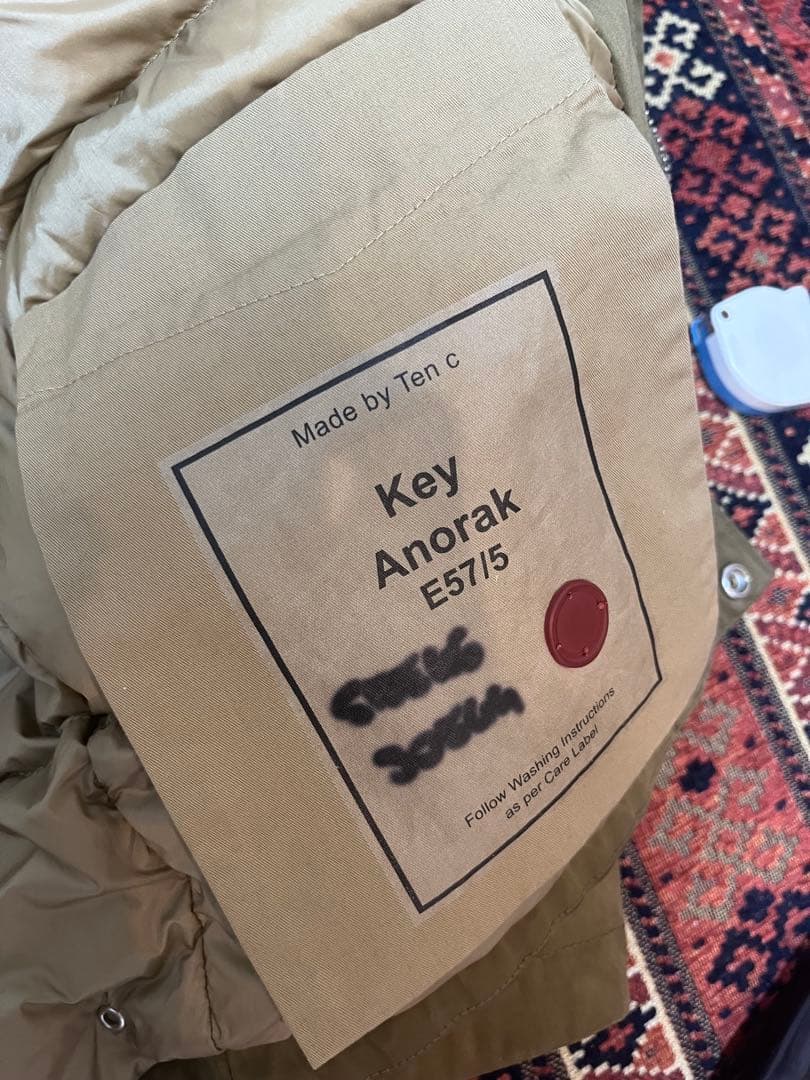 Made by Ten c
Key
Anorak
E57/5
Follow Washing Instructions
as per Care Label